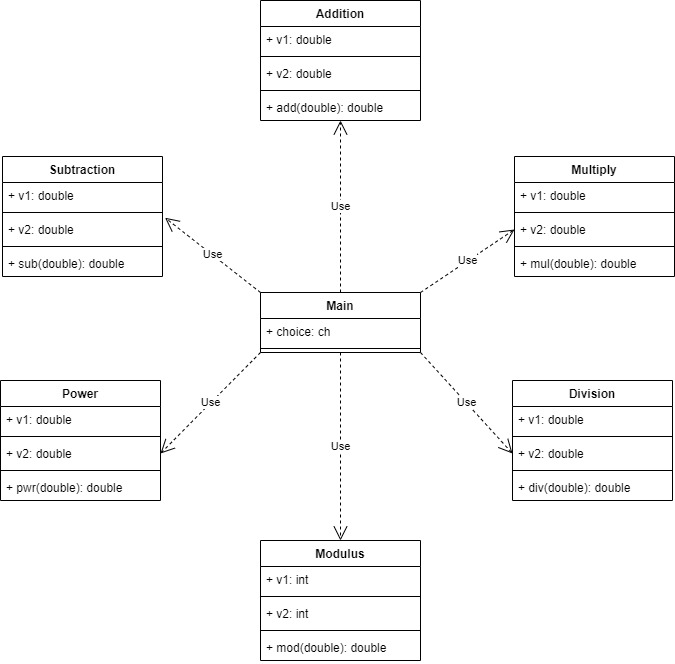 Addition
+ v1: double
+ v2: double
+ add(double): double
Subtraction
+ v1: double
+ v2: double
+ sub(double): double
Multiply
+ v1: double
+ v2: double
+ mul(double): double
Use
Use
Use
Main
+ choice: ch
Power
+ v1: double
+ v2: double
+ pwr(double): double
Use
Use
Use
Division
+ v1: double
+ v2: double
+ div(double): double
Modulus
+ v1: int
+ v2: int
+ mod(double): double